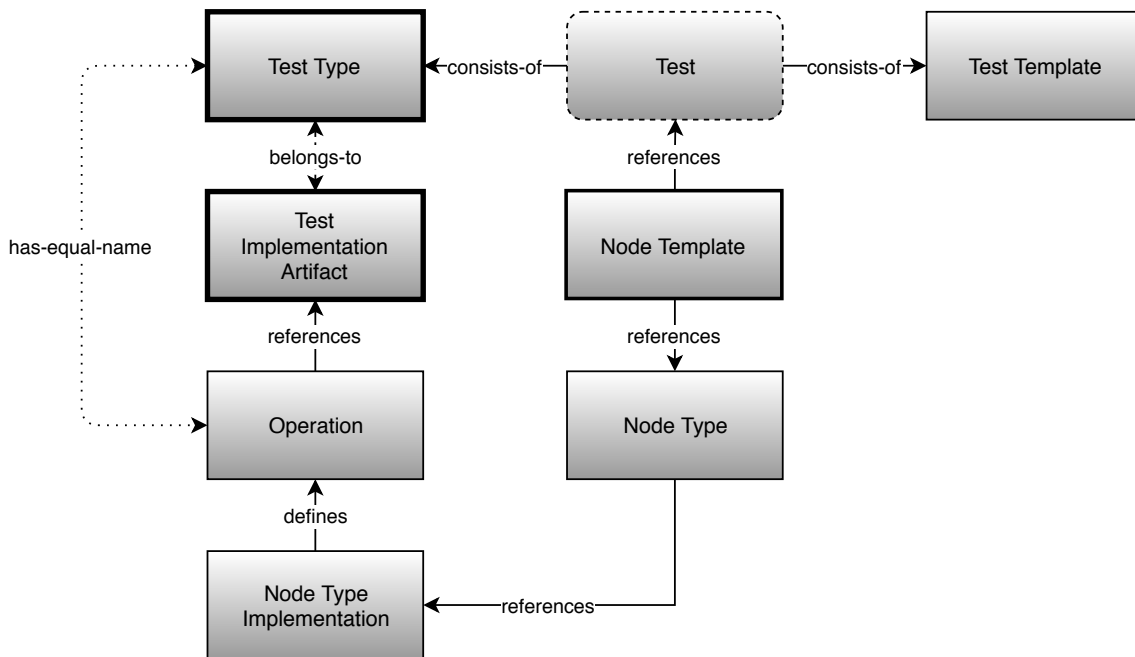 Test Type
consists-of
Test
consists-of
Test Template
belongs-to
references
has-equal-name
Test
Implementation
Artifact
Node Template
references
references
Operation
Node Type
defines
Node Type
Implementation
references